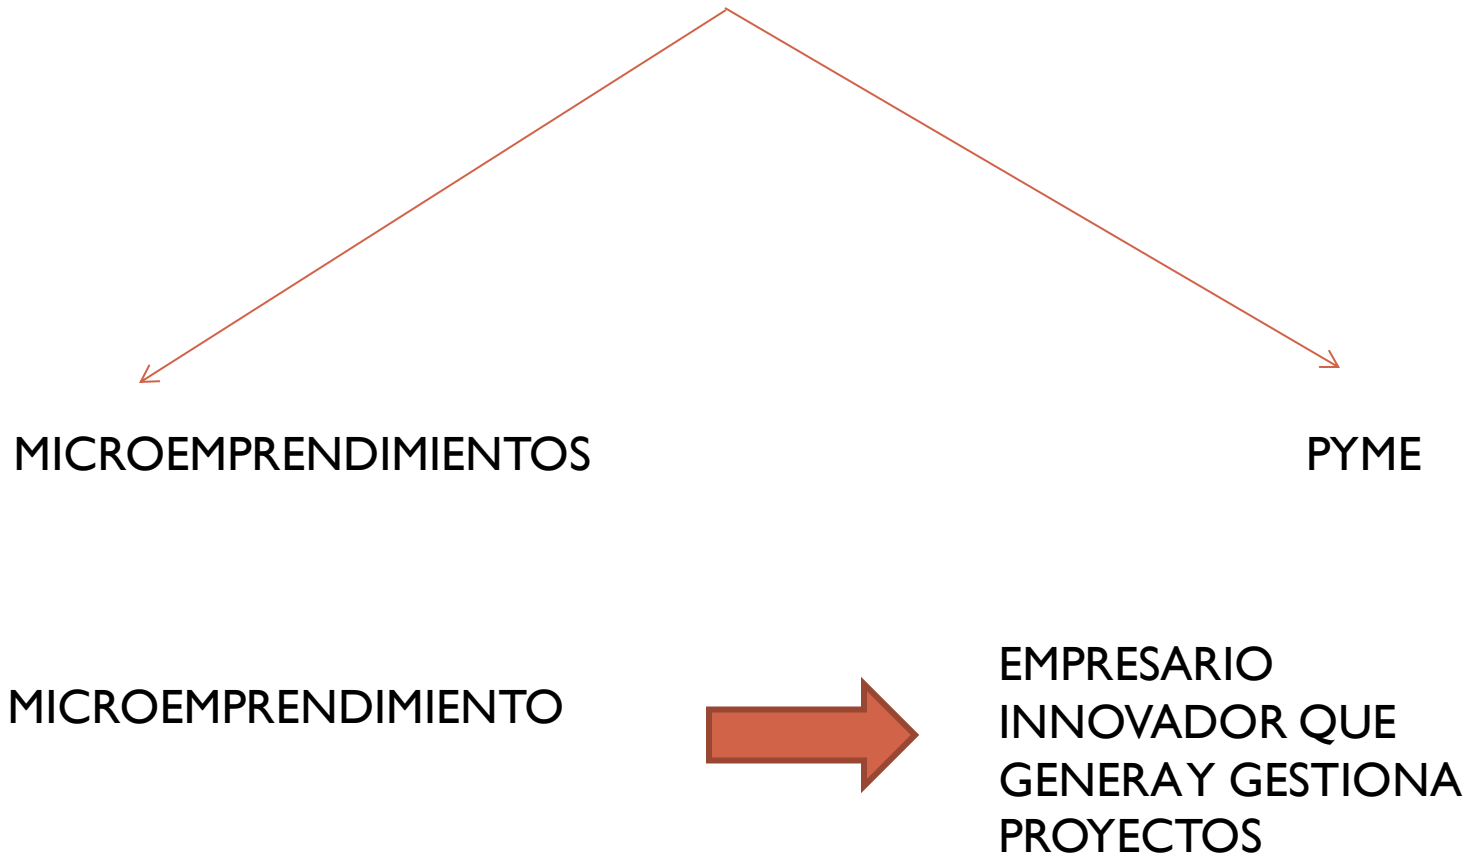 MICROEMPRENDIMIENTOS
PYME
MICROEMPRENDIMIENTO
EMPRESARIO
INNOVADOR QUE
GENERA Y GESTIONA
PROYECTOS